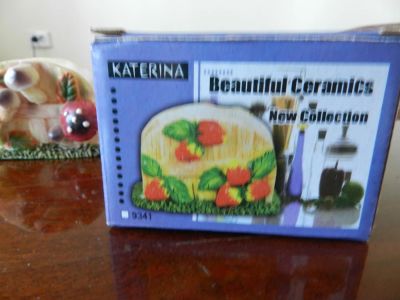 KATERINA
Beautiful Ceramics
New Collection
9341